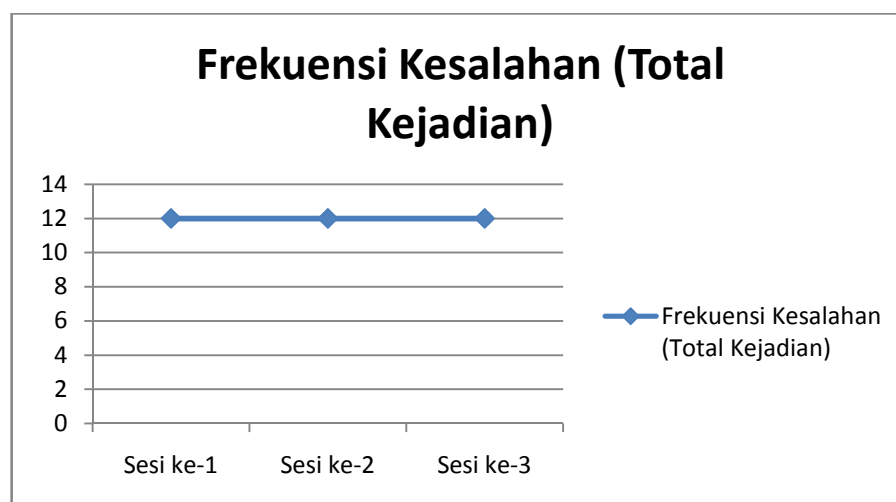 Frekuensi Kesalahan (Total
Kejadian)
14
12
10
8
6
4
2
0
Sesi ke-1 Sesi ke-2 Sesi ke-3
Frekuensi Kesalahan
(Total Kejadian)